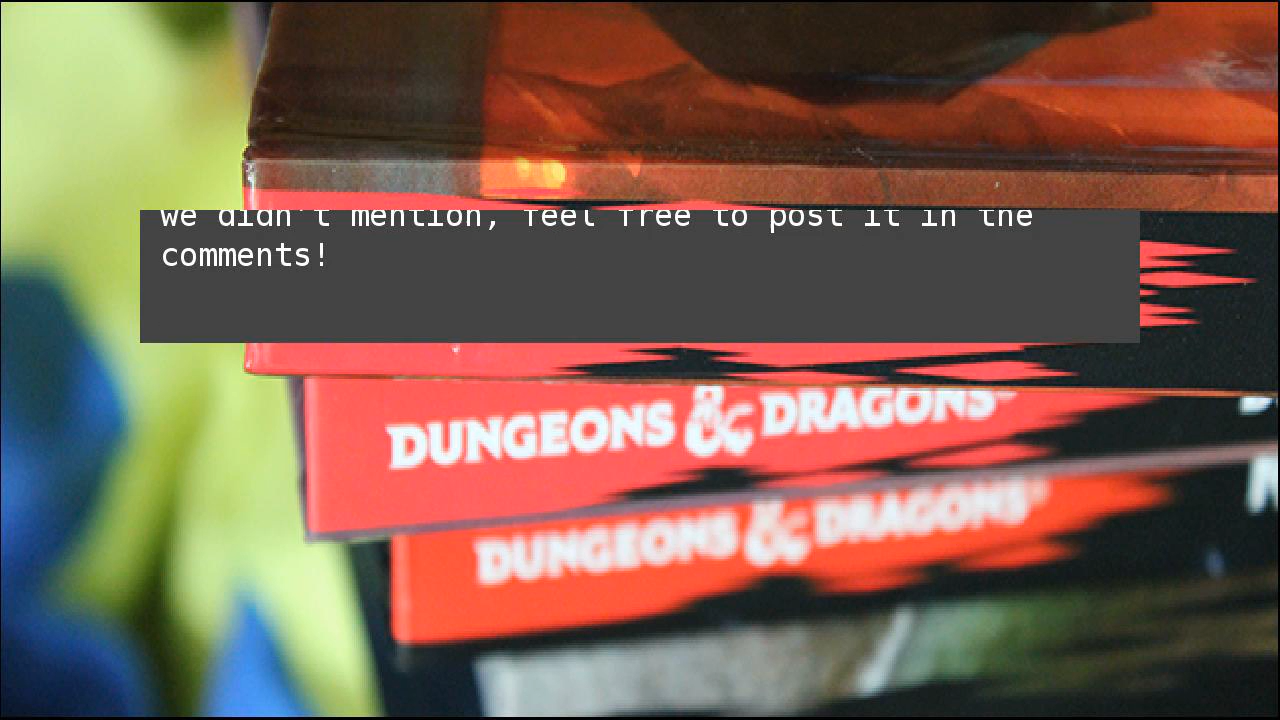 we didn't mention, feel free to post it in the
comments!
DUNGEONS & DRAGONS®
DUNGEONS & DRAGONS®